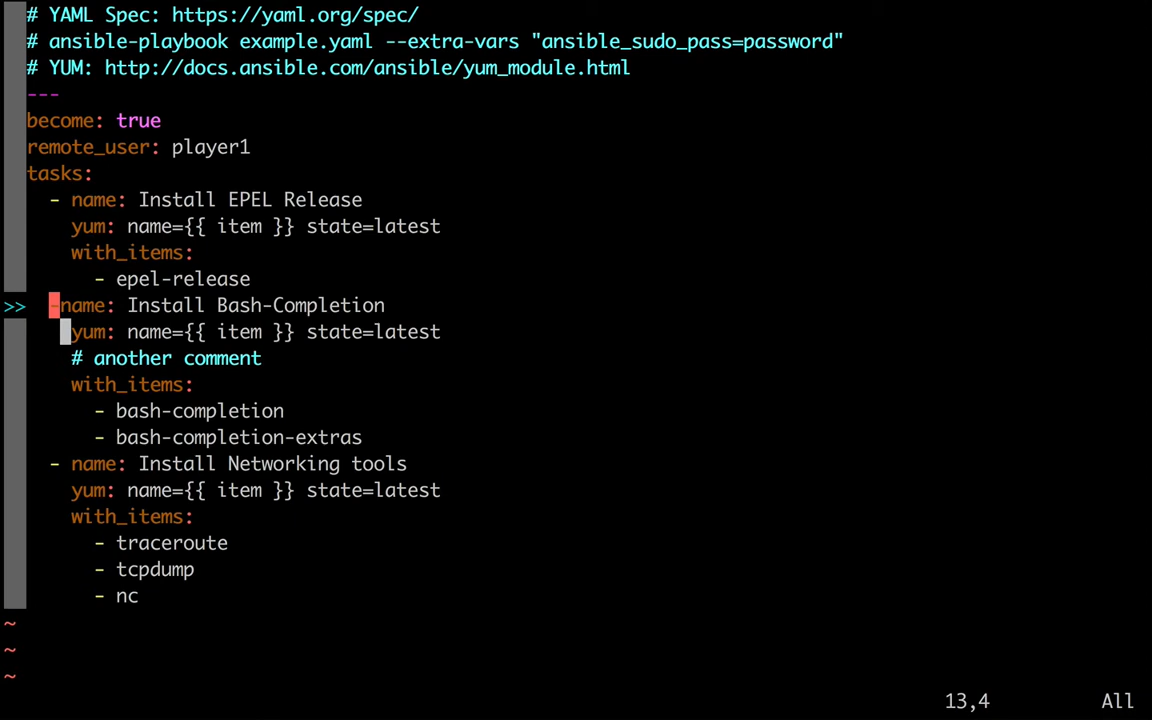 # YAML Spec: https://yaml.org/spec/
# ansible-playbook example.yaml --extra-vars "ansible_sudo_pass=password"
# YUM: http://docs.ansible.com/ansible/yum_module.html
---
become: true
remote_user: player1
tasks:
  - name: Install EPEL Release
    yum: name={{ item }} state=latest
    with_items:
      - epel-release
>>  -name: Install Bash-Completion
    yum: name={{ item }} state=latest
    # another comment
    with_items:
      - bash-completion
      - bash-completion-extras
  - name: Install Networking tools
    yum: name={{ item }} state=latest
    with_items:
      - traceroute
      - tcpdump
      - nc
~
~
~
13,4 All